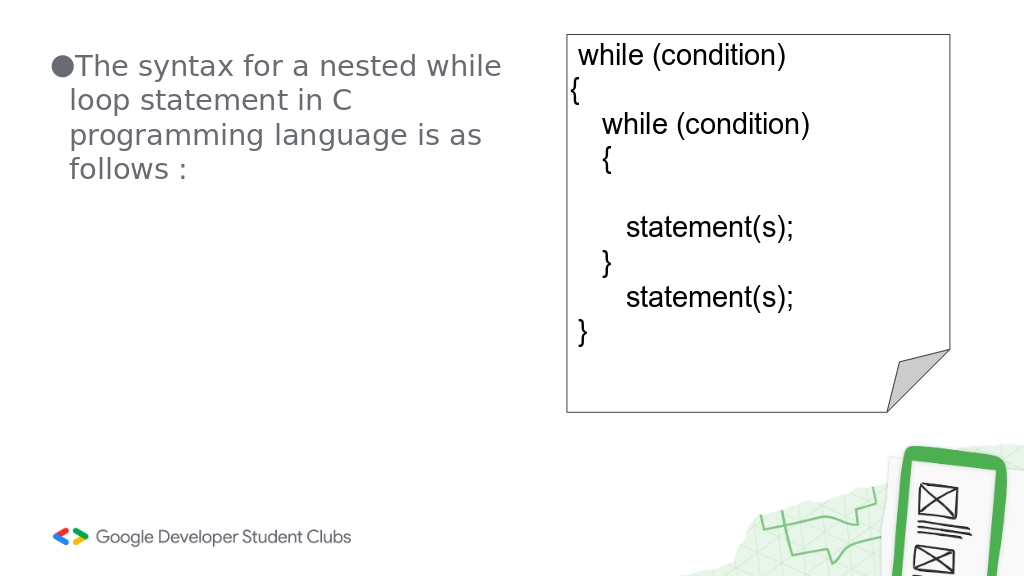 ●The syntax for a nested while
loop statement in C
programming language is as
follows :
while (condition)
{
while (condition)
{
statement(s);
}
statement(s);
}
Google Developer Student Clubs